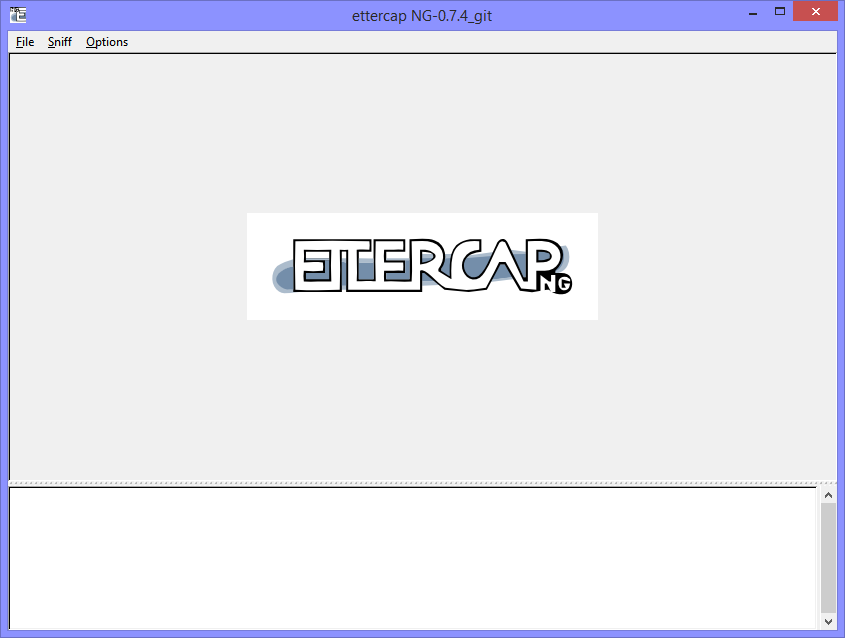 ettercap NG-0.7.4_git
File Sniff Options
ETTERCAP
NG